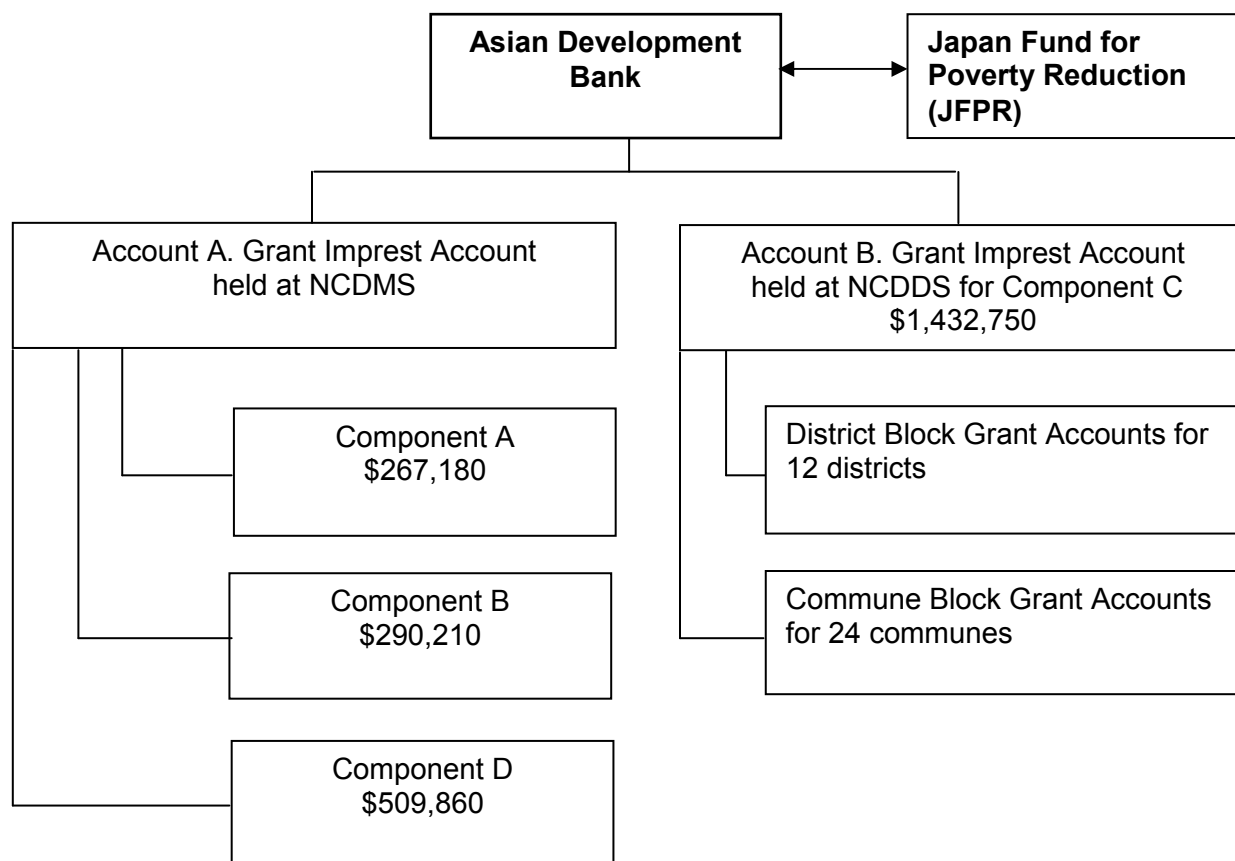 Asian Development
Bank
Japan Fund for
Poverty Reduction
(JFPR)
Account A. Grant Imprest Account
held at NCDMS
Account B. Grant Imprest Account
held at NCDDS for Component C
$1,432,750
Component A
$267,180
District Block Grant Accounts for
12 districts
Component B
$290,210
Commune Block Grant Accounts
for 24 communes
Component D
$509,860